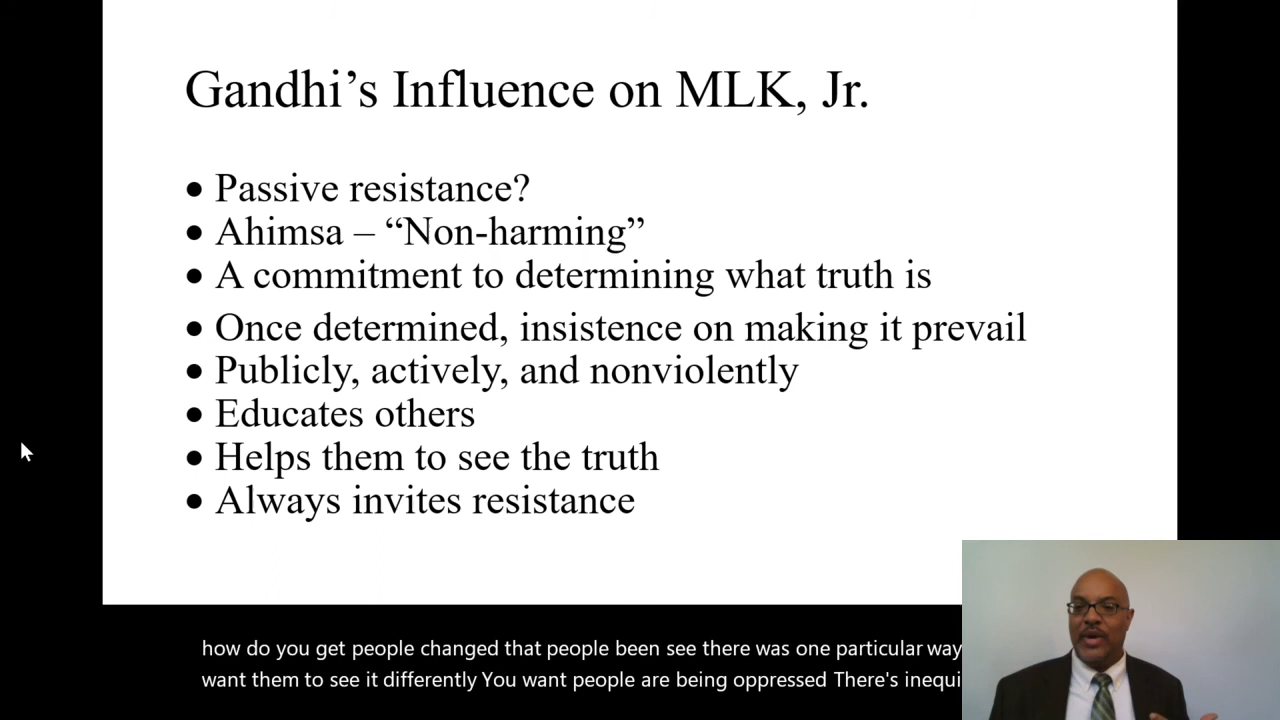 Gandhi’s Influence on MLK, Jr.
• Passive resistance?
• Ahimsa – “Non-harming”
• A commitment to determining what truth is
• Once determined, insistence on making it prevail
• Publicly, actively, and nonviolently
• Educates others
• Helps them to see the truth
• Always invites resistance
how do you get people changed that people been see there was one particular way
want them to see it differently You want people are being oppressed There's